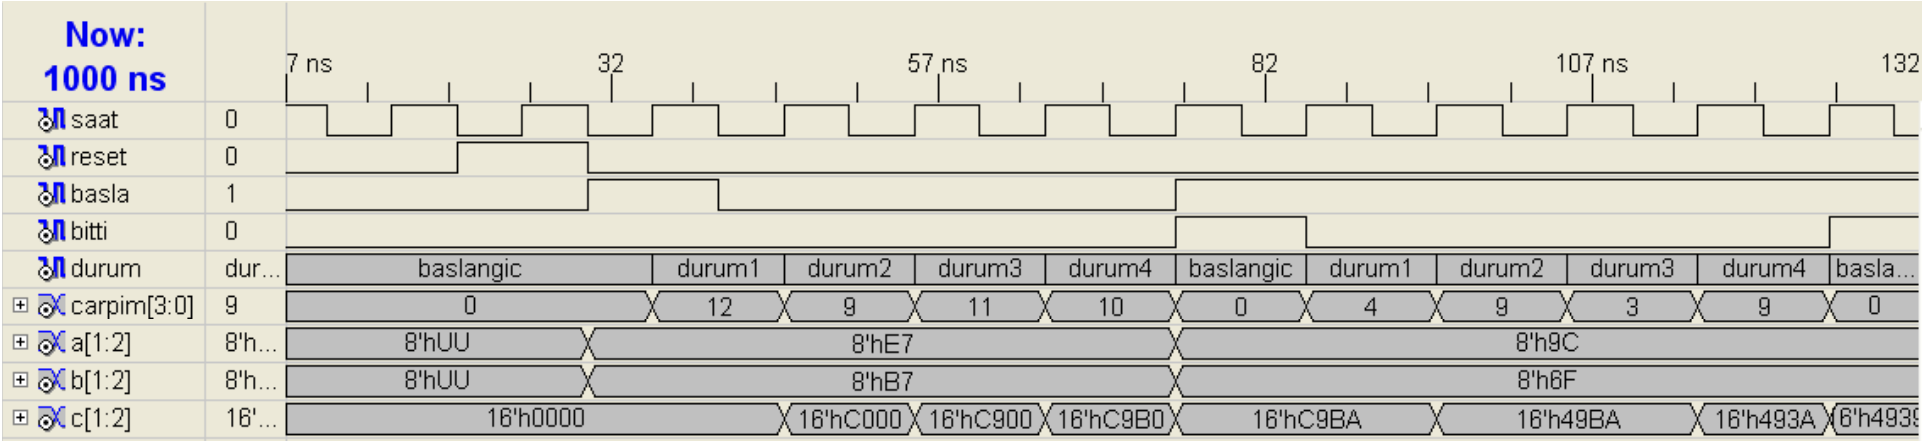 Now:
1000 ns
7 ns 32 57 ns 82 107 ns 132
saat 0
reset 0
basla 1
bitti 0
durum dur... baslangic durum1 durum2 durum3 durum4 baslangic durum1 durum2 durum3 durum4 basla...
carpim[3:0] 9 0 12 9 11 10 0 4 9 3 9 0
a[1:2] 8'h... 8'hUU 8'hE7 8'h9C
b[1:2] 8'h... 8'hUU 8'hB7 8'h6F
c[1:2] 16'... 16'h0000 16'hC000 16'hC900 16'hC9B0 16'hC9BA 16'h49BA 16'h493A 6'h4939